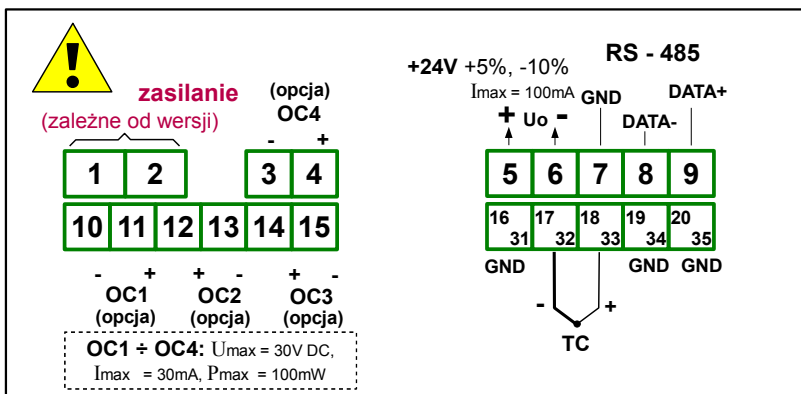 zasilanie
(zależne od wersji)
(opcja)
OC4
- +
1 2 3 4
10 11 12 13 14 15
- + + - + -
OC1 OC2 OC3
(opcja) (opcja) (opcja)
OC1 ÷ OC4: Umax = 30V DC,
Imax = 30mA, Pmax = 100mW
RS - 485
+24V +5%, -10%
Imax = 100mA
GND DATA+
+ Uo - DATA-
5 6 7 8 9
16 17 18 19 20
31 32 33 34 35
GND GND GND
- +
TC